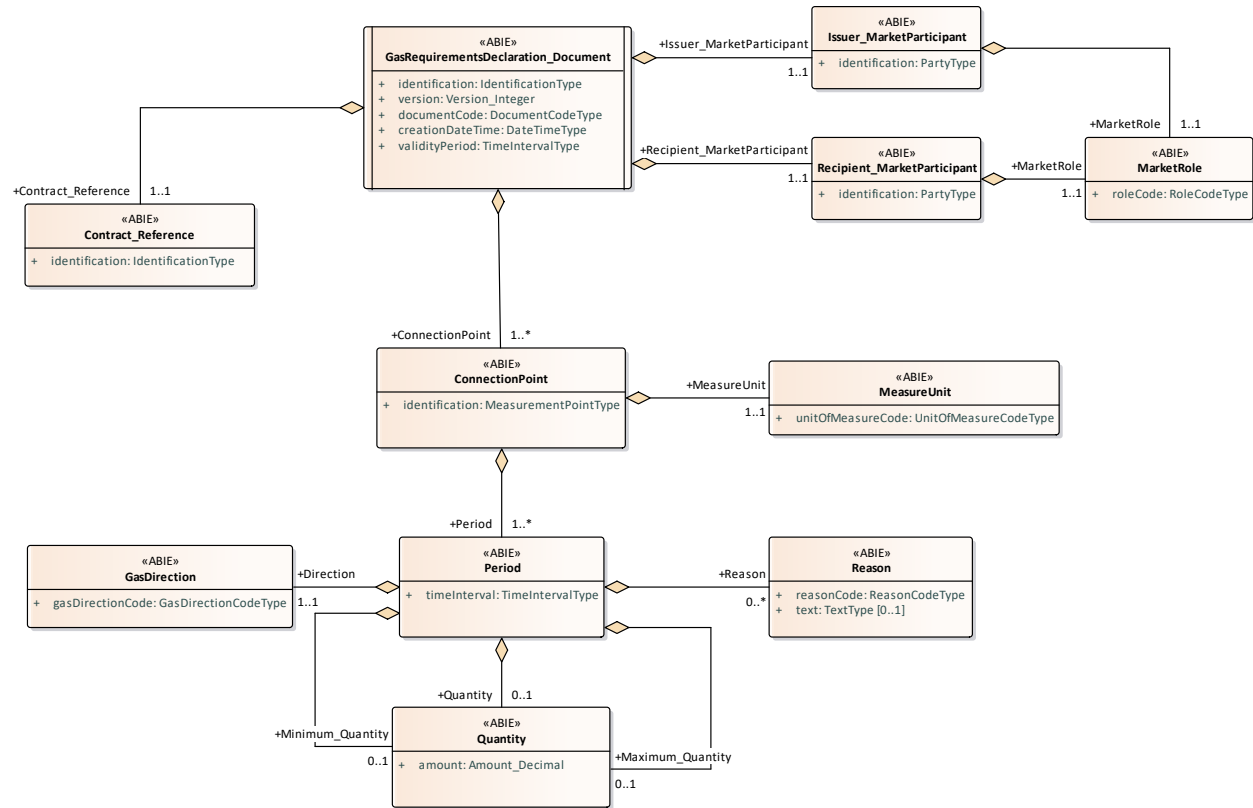 «ABIE»
GasRequirementsDeclaration_Document
+ identification: IdentificationType
+ version: Version_Integer
+ documentCode: DocumentCodeType
+ creationDateTime: DateTimeType
+ validityPeriod: TimeIntervalType
+Issuer_MarketParticipant
1..1
«ABIE»
Issuer_MarketParticipant
+ identification: PartyType
+MarketRole 1..1
+Recipient_MarketParticipant
1..1
«ABIE»
Recipient_MarketParticipant
+ identification: PartyType
+MarketRole
1..1
«ABIE»
MarketRole
+ roleCode: RoleCodeType
+Contract_Reference 1..1
«ABIE»
Contract_Reference
+ identification: IdentificationType
+ConnectionPoint 1..*
«ABIE»
ConnectionPoint
+ identification: MeasurementPointType
+MeasureUnit
1..1
«ABIE»
MeasureUnit
+ unitOfMeasureCode: UnitOfMeasureCodeType
+Period 1..*
«ABIE»
GasDirection
+ gasDirectionCode: GasDirectionCodeType
+Direction
1..1
«ABIE»
Period
+ timeInterval: TimeIntervalType
+Reason
0..*
«ABIE»
Reason
+ reasonCode: ReasonCodeType
+ text: TextType [0..1]
+Quantity 0..1
+Minimum_Quantity
0..1
«ABIE»
Quantity
+ amount: Amount_Decimal
+Maximum_Quantity
0..1